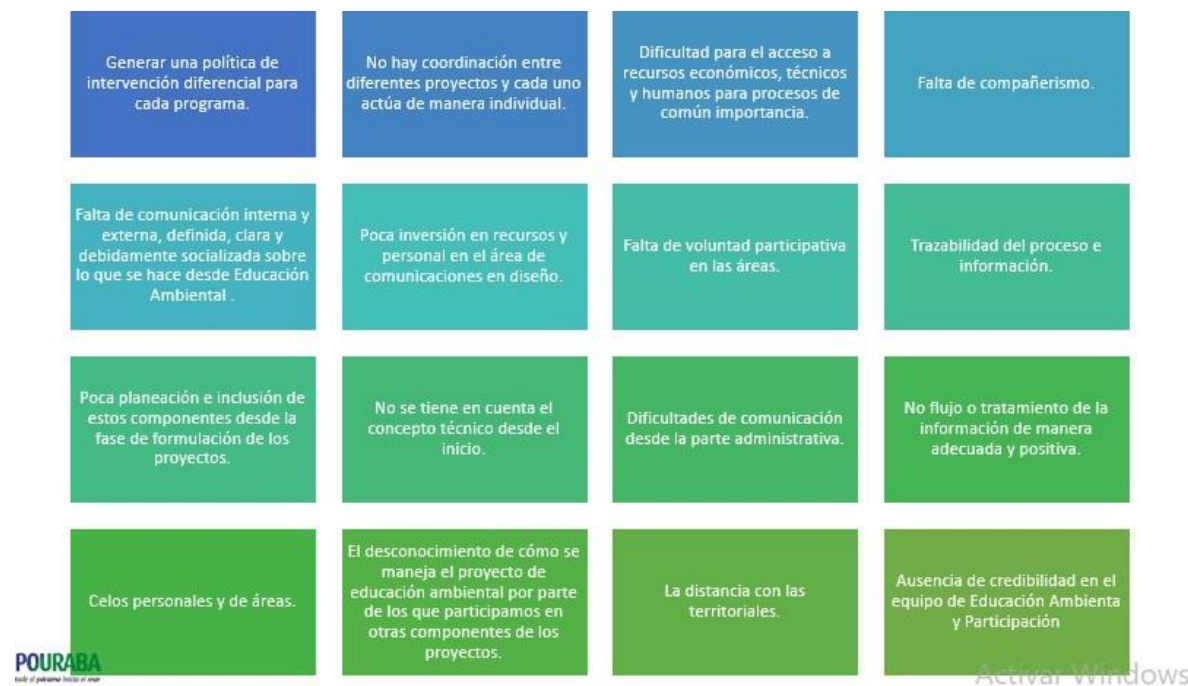 Generar una política de
intervención diferencial para
cada programa.
No hay coordinación entre
diferentes proyectos y cada uno
actúa de manera individual.
Dificultad para el acceso a
recursos económicos, técnicos
y humanos para procesos de
común importancia.
Falta de compañerismo.
Falta de comunicación interna y
externa, definida, clara y
debidamente socializada sobre
lo que se hace desde Educación
Ambiental .
Poca inversión en recursos y
personal en el área de
comunicaciones en diseño.
Falta de voluntad participativa
en las áreas.
Trazabilidad del proceso e
información.
Poca planeación e inclusión de
estos componentes desde la
fase de formulación de los
proyectos.
No se tiene en cuenta el
concepto técnico desde el
inicio.
Dificultades de comunicación
desde la parte administrativa.
No flujo o tratamiento de la
información de manera
adecuada y positiva.
Celos personales y de áreas.
El desconocimiento de cómo se
maneja el proyecto de
educación ambiental por parte
de los que participamos en
otras componentes de los
proyectos.
La distancia con las
territoriales.
Ausencia de credibilidad en el
equipo de Educación Ambienta
y Participación
POURABA
el páramo hasta el mar
Activar Windows